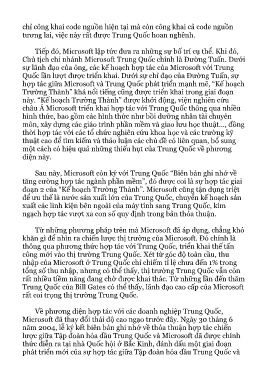 chỉ công khai code nguồn hiện tại mà còn công khai cả code nguồn
tương lai, việc này rất được Trung Quốc hoan nghênh.
Tiếp đó, Microsoft lập tức đưa ra những sự bố trí cụ thể. Khi đó,
Chủ tịch chi nhánh Microsoft Trung Quốc chính là Đường Tuấn. Dưới
sự lãnh đạo của ông, các kế hoạch hợp tác của Microsoft với Trung
Quốc lần lượt được triển khai. Dưới sự chỉ đạo của Đường Tuấn, sự
hợp tác giữa Microsoft và Trung Quốc phát triển mạnh mẽ, “Kế hoạch
Trường Thành” khá nổi tiếng cũng được triển khai trong giai đoạn
này. “Kế hoạch Trường Thành” được khởi động, viện nghiên cứu
châu Á Microsoft triển khai hợp tác với Trung Quốc thông qua nhiều
hình thức, bao gồm các hình thức như bồi dưỡng nhân tài chuyên
môn, xây dựng các giáo trình phần mềm và giao lưu học thuật..., đồng
thời hợp tác với các tổ chức nghiên cứu khoa học và các trường kỹ
thuật cao để tìm kiếm và thảo luận các chủ đề có liên quan, bổ sung
một cách có hiệu quả những thiếu hụt của Trung Quốc về phương
diện này.
Sau này, Microsoft còn ký với Trung Quốc “Biên bản ghi nhớ về
tăng cường hợp tác ngành phần mềm”, đó được coi là sự hợp tác giai
đoạn 2 của “Kế hoạch Trường Thành”. Microsoft cũng tận dụng triệt
để ưu thế là nước sản xuất lớn của Trung Quốc, chuyển kế hoạch sản
xuất các linh kiện bên ngoài của máy tính sang Trung Quốc, kim
ngạch hợp tác vượt xa con số quy định trong bản thỏa thuận.
Từ những phương pháp trên mà Microsoft đã áp dụng, chẳng khó
khăn gì để nhìn ra chiến lược thị trường của Microsoft. Đó chính là
thông qua phương thức hợp tác với Trung Quốc, triển khai thế tấn
công mới vào thị trường Trung Quốc. Xét từ góc độ toàn cầu, thu
nhập của Microsoft ở Trung Quốc chỉ chiếm tỉ lệ chưa đến 1% trong
tổng số thu nhập, nhưng có thể thấy, thị trường Trung Quốc vẫn còn
rất nhiều tiềm năng đang chờ được khai thác. Từ những lần đến thăm
Trung Quốc của Bill Gates có thể thấy, lãnh đạo cao cấp của Microsoft
rất coi trọng thị trường Trung Quốc.
Về phương diện hợp tác với các doanh nghiệp Trung Quốc,
Microsoft đã thay đổi thái độ cao ngạo trước đây. Ngày 30 tháng 6
năm 2004, lễ ký kết biên bản ghi nhớ về thỏa thuận hợp tác chiến
lược giữa Tập đoàn hóa dầu Trung Quốc và Microsoft đã được chính
thức diễn ra tại nhà Quốc hội ở Bắc Kinh, đánh dấu một giai đoạn
phát triển mới của sự hợp tác giữa Tập đoàn hóa dầu Trung Quốc và